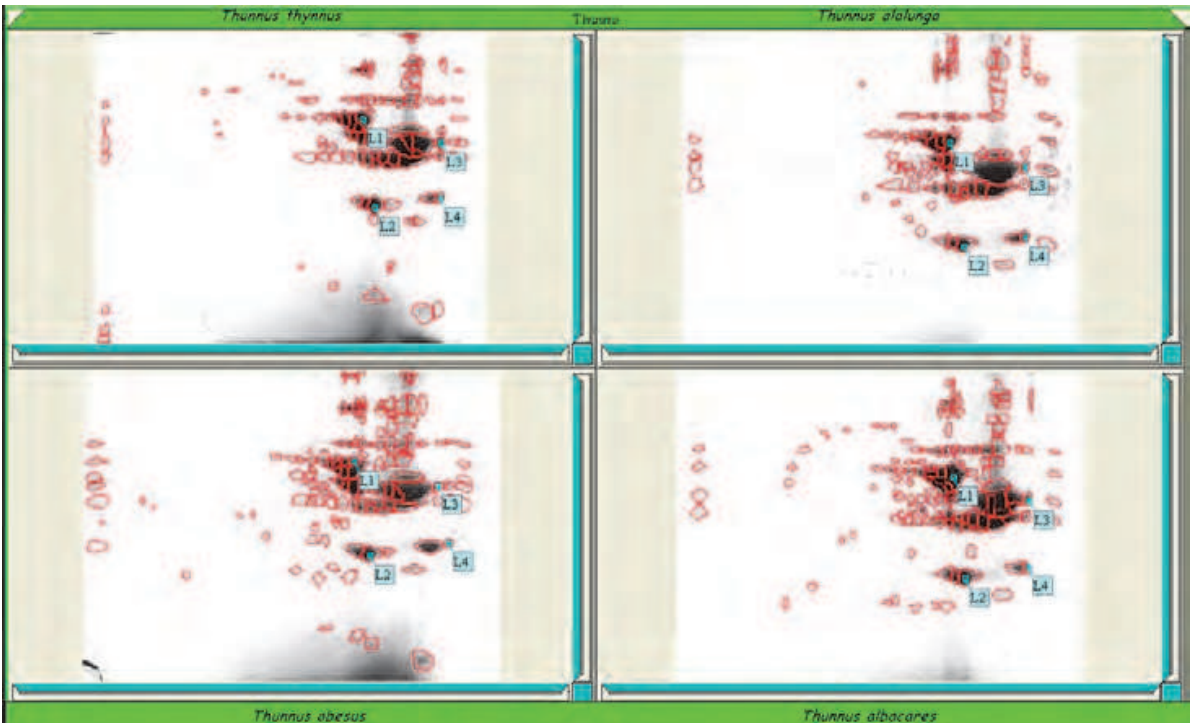 Thunnus thynnus
Thunnus alalunga
L1
L3
L2
L4
L1
L3
L2
L4
L1
L3
L2
L4
L1
L3
L2
L4
Thunnus obesus
Thunnus albacares